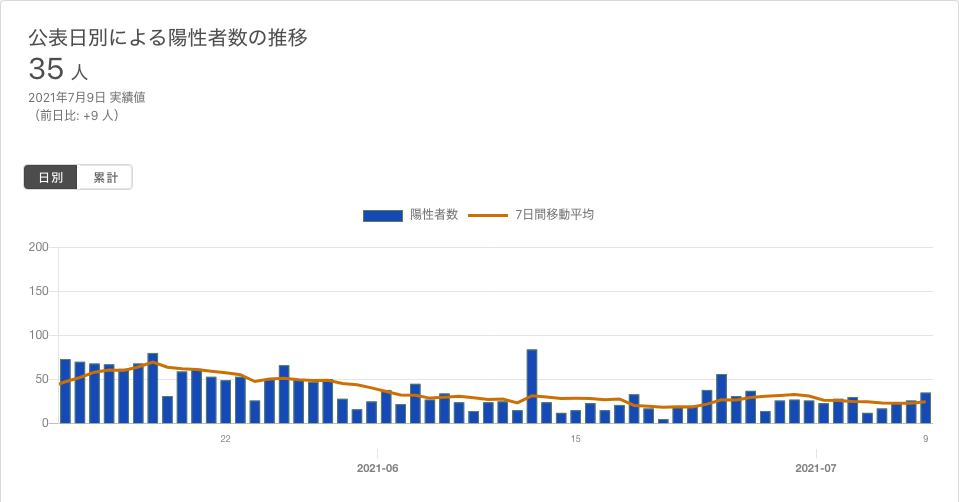 公表日別による陽性者数の推移
35 人
2021年7月9日 実績値
（前日比: +9 人）
日別 累計
陽性者数 7日間移動平均
200
150
100
50
0
22 15 9
2021-06 2021-07